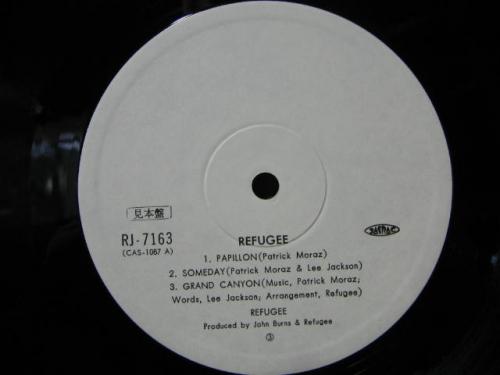 見本盤
RJ-7163
(CAS-1087 A)
REFUGEE
1. PAPILLON(Patrick Moraz)
2. SOMEDAY(Patrick Moraz & Lee Jackson)
3. GRAND CANYON(Music, Patrick Moraz;
Words, Lee Jackson; Arrangement, Refugee)
REFUGEE
Produced by John Burns & Refugee
③
JASRAC